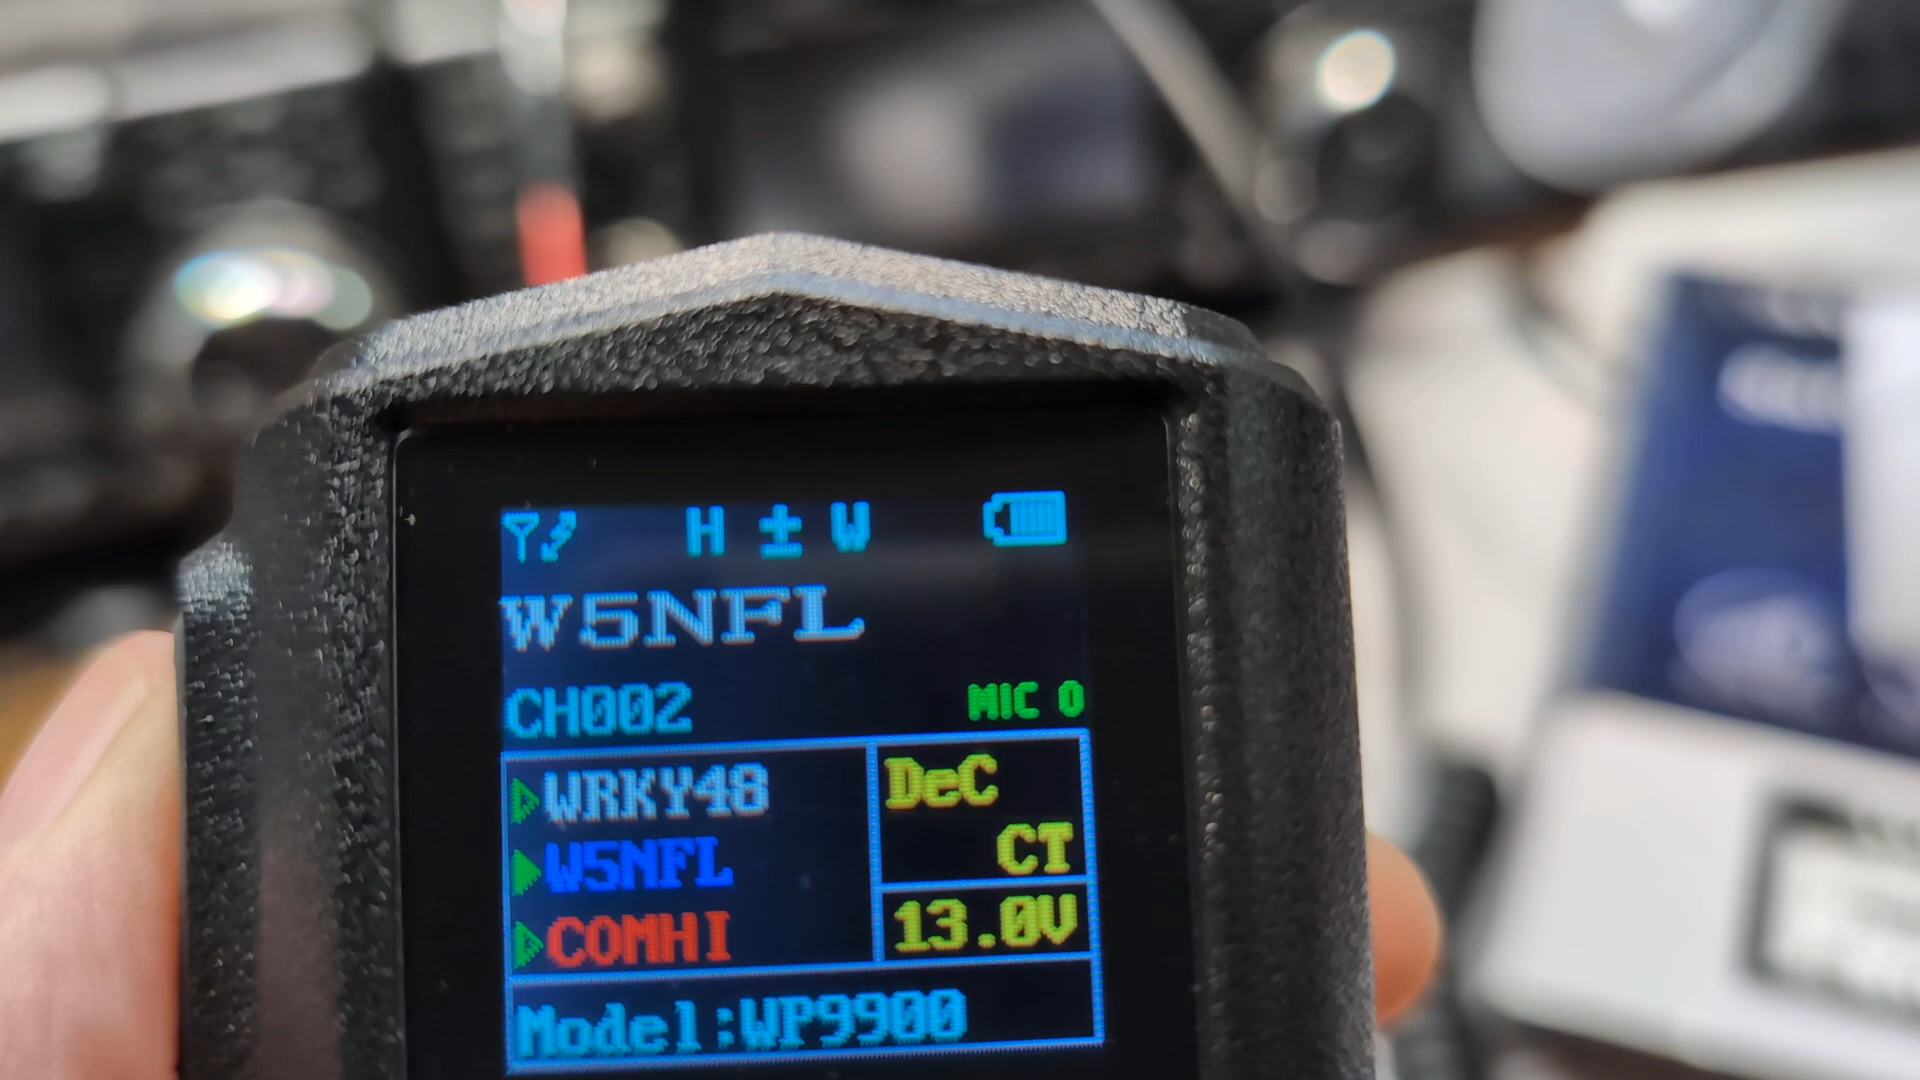 H ± W
W5NFL
CH002 MIC 0
WRKY48 DeC
W5NFL CT
COMHI 13.0V
Model:WP9900